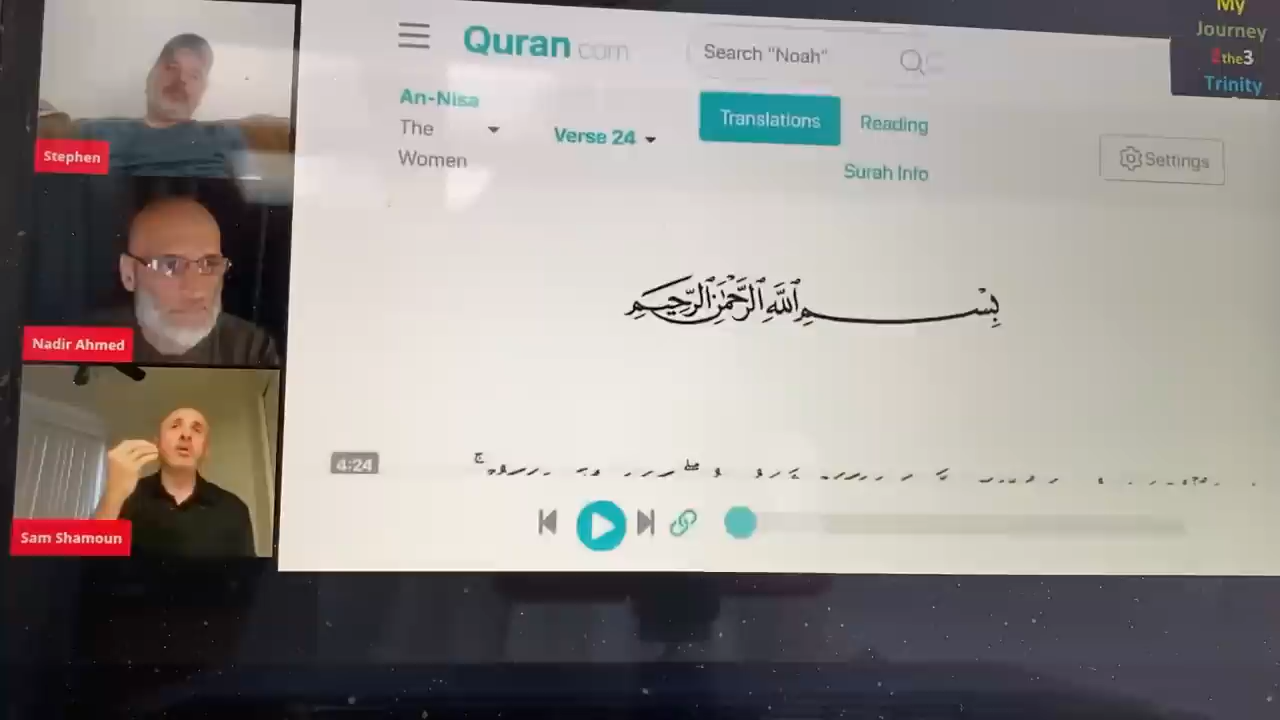 My
Journey
2the3
Trinity
Quran com
Search "Noah"
An-Nisa
The
Women
Verse 24
Translations
Reading
Surah Info
Settings
بِسْمِ ٱللَّهِ ٱلرَّحْمَٰنِ ٱلرَّحِيمِ
4:24
Stephen
Nadir Ahmed
Sam Shamoun